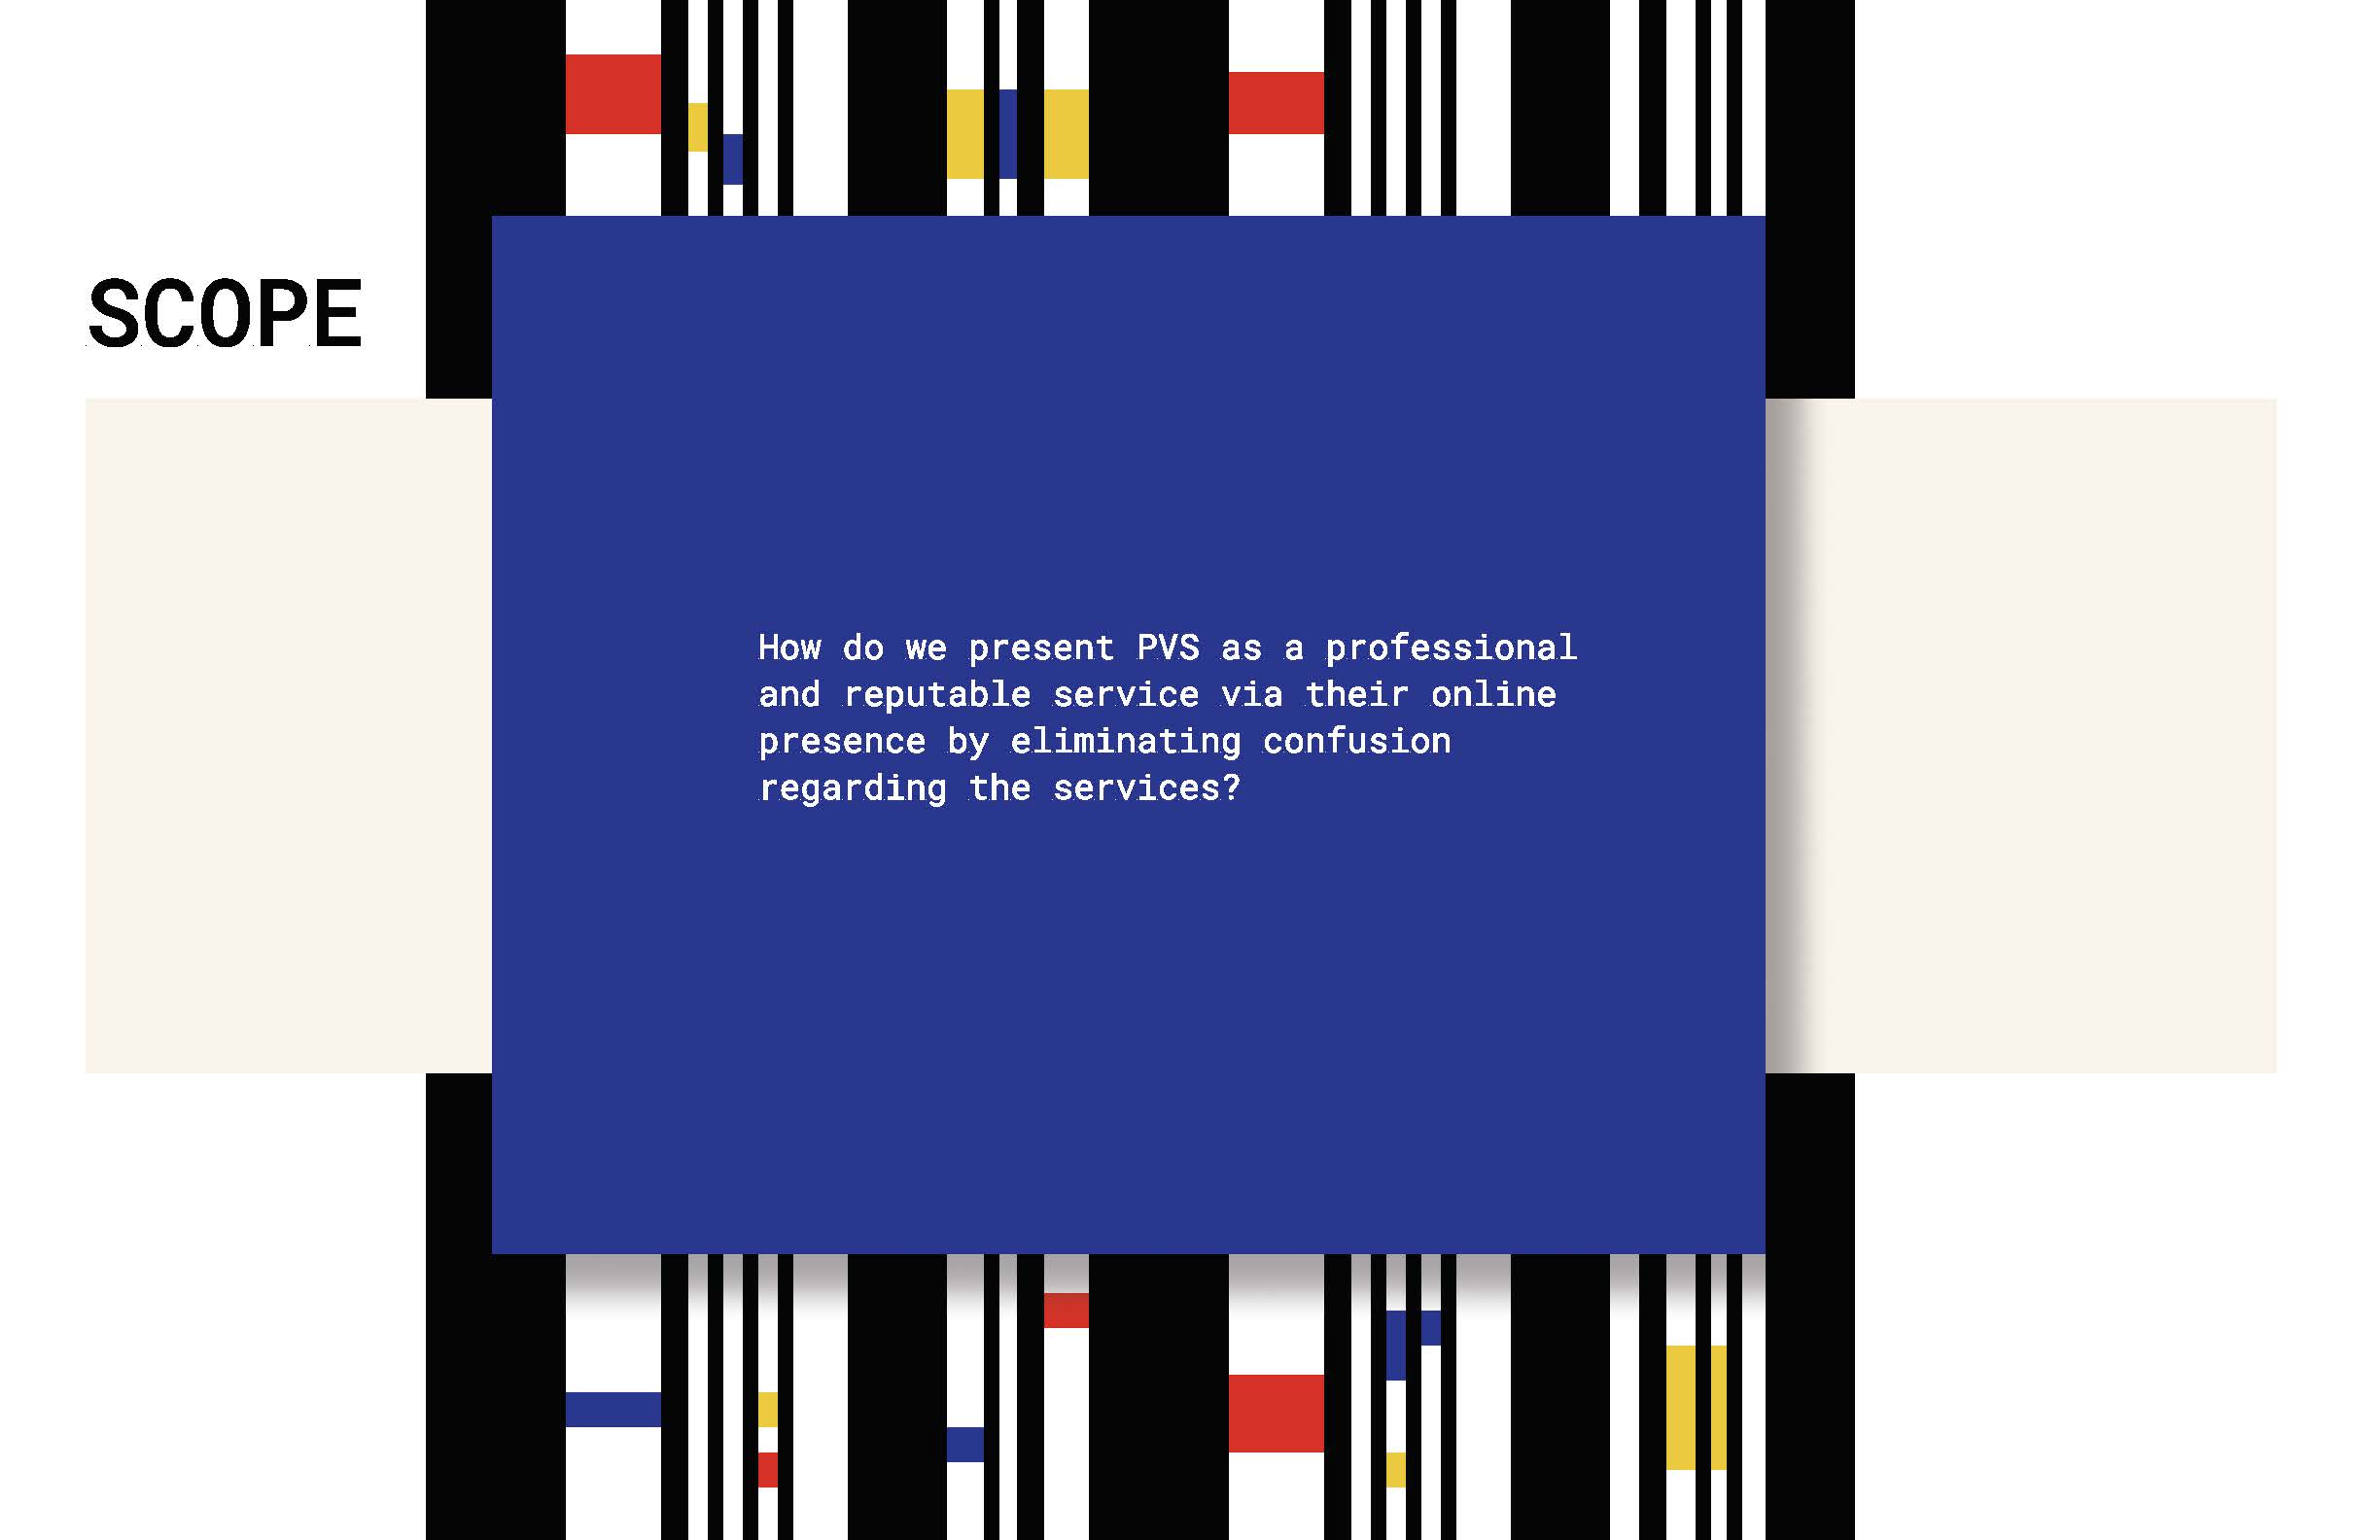 SCOPE
How do we present PVS as a professional
and reputable service via their online
presence by eliminating confusion
regarding the services?